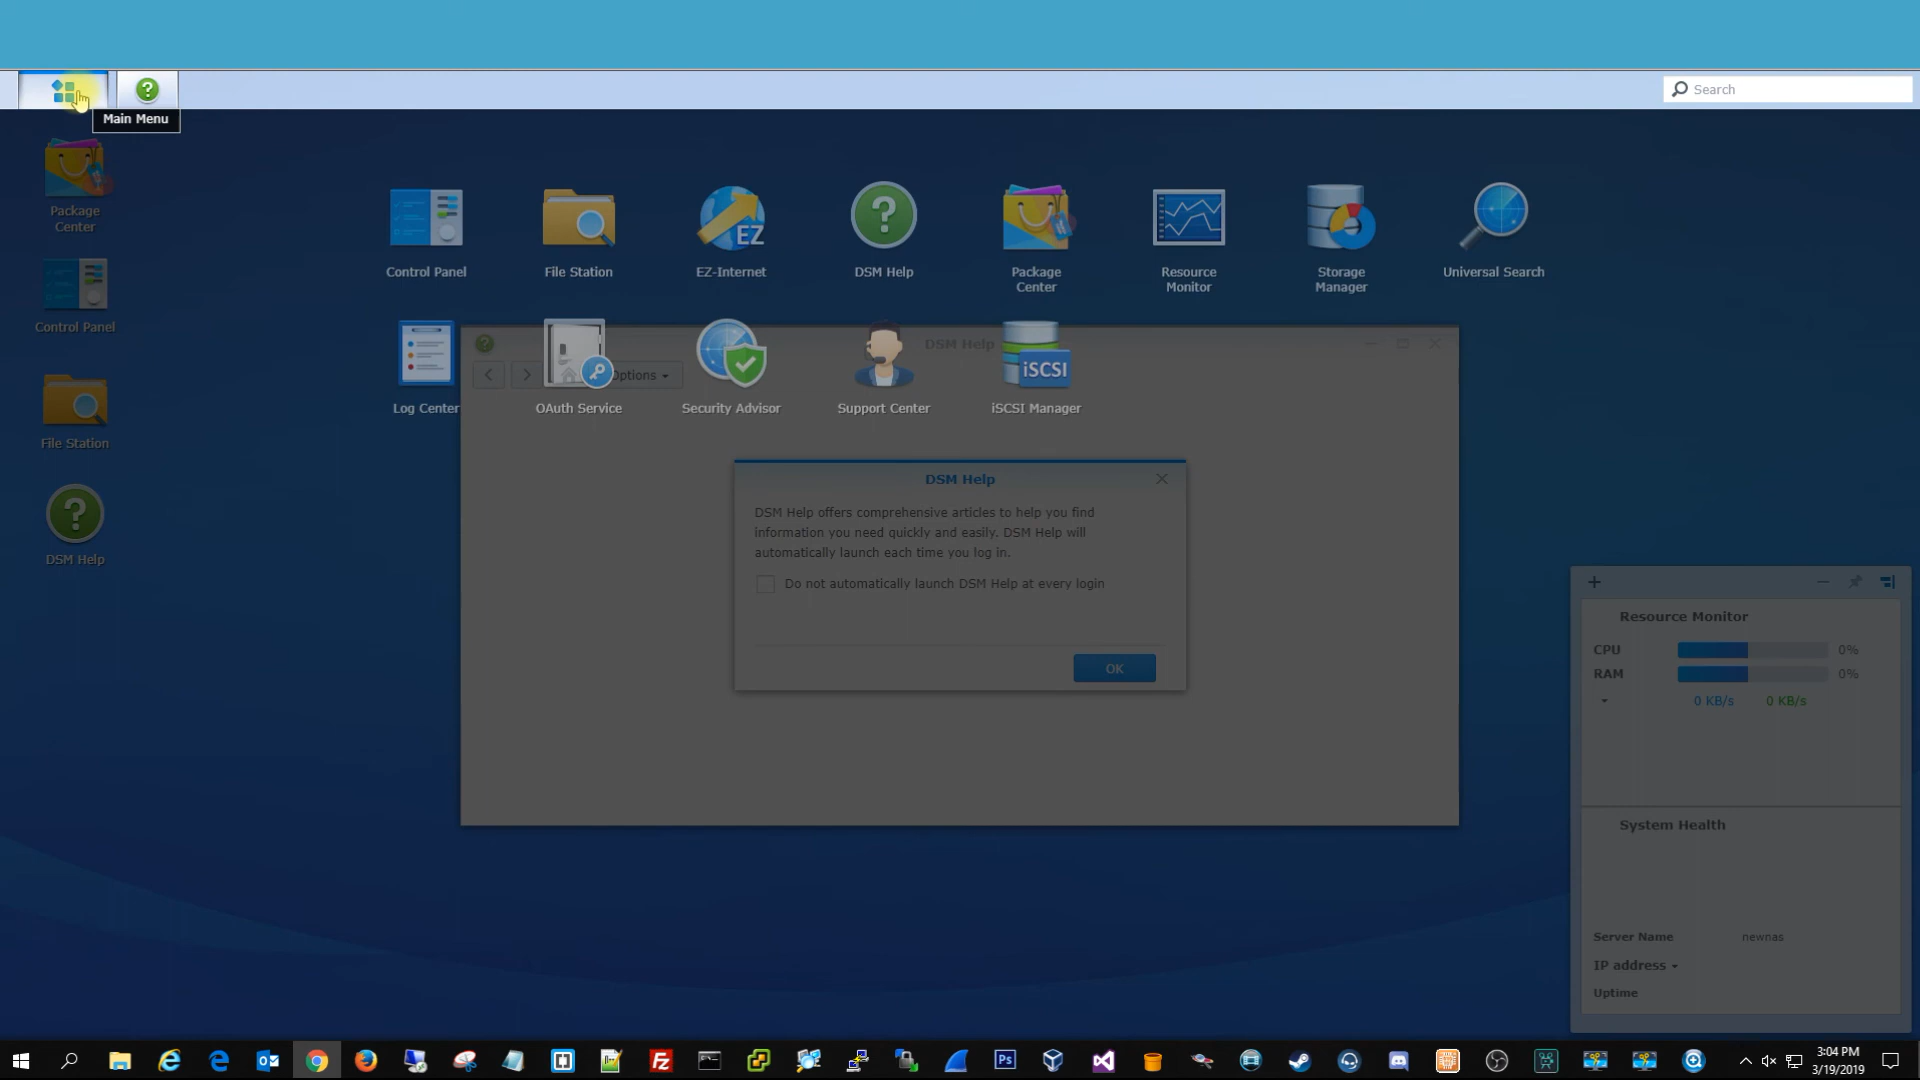 Search
Main Menu
Package
Center
Control Panel
File Station
DSM Help
Control Panel
File Station
EZ
EZ-Internet
DSM Help
Package
Center
Resource
Monitor
Storage
Manager
Universal Search
Log Center
OAuth Service
Security Advisor
Support Center
iSCSI
iSCSI Manager
DSM Help
Options
DSM Help
DSM Help offers comprehensive articles to help you find
information you need quickly and easily. DSM Help will
automatically launch each time you log in.
Do not automatically launch DSM Help at every login
OK
Resource Monitor
CPU 0%
RAM 0%
0 KB/s 0 KB/s
System Health
Server Name newnas
IP address
Uptime
Fz
Ps
3:04 PM
3/19/2019